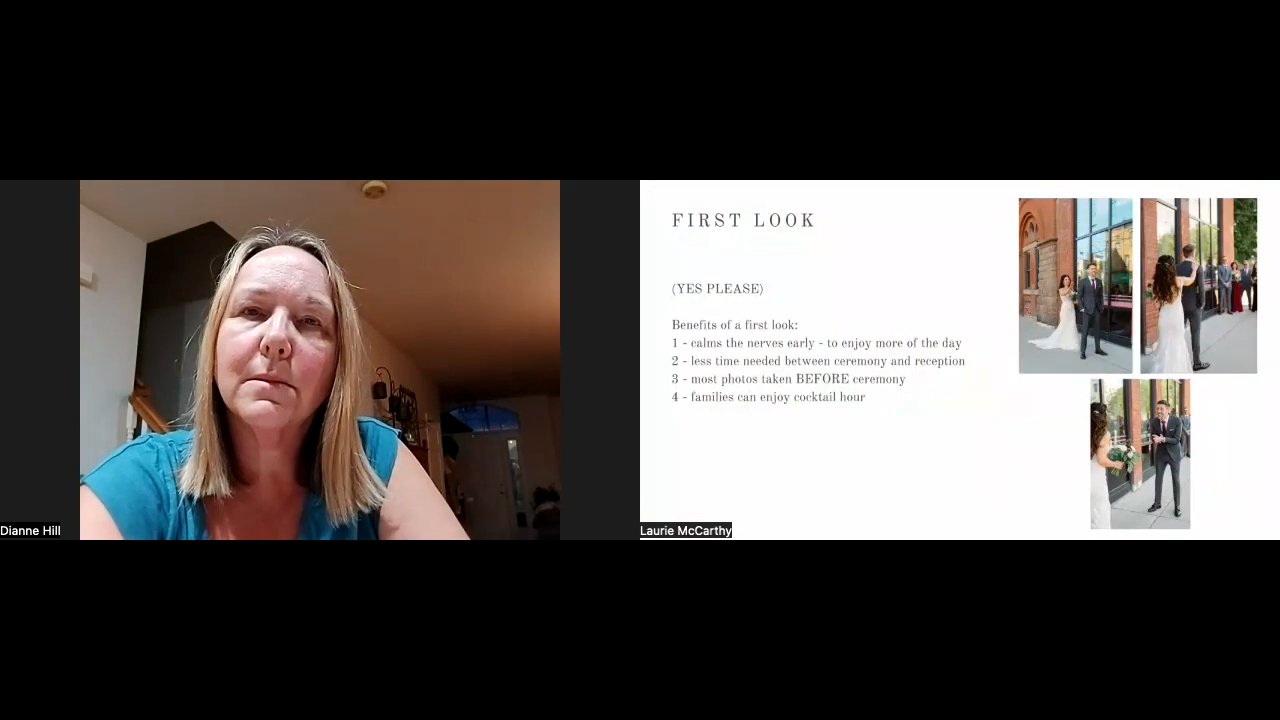 FIRST LOOK
(YES PLEASE)
Benefits of a first look:
1 - calms the nerves early - to enjoy more of the day
2 - less time needed between ceremony and reception
3 - most photos taken BEFORE ceremony
4 - families can enjoy cocktail hour
Dianne Hill
Laurie McCarthy